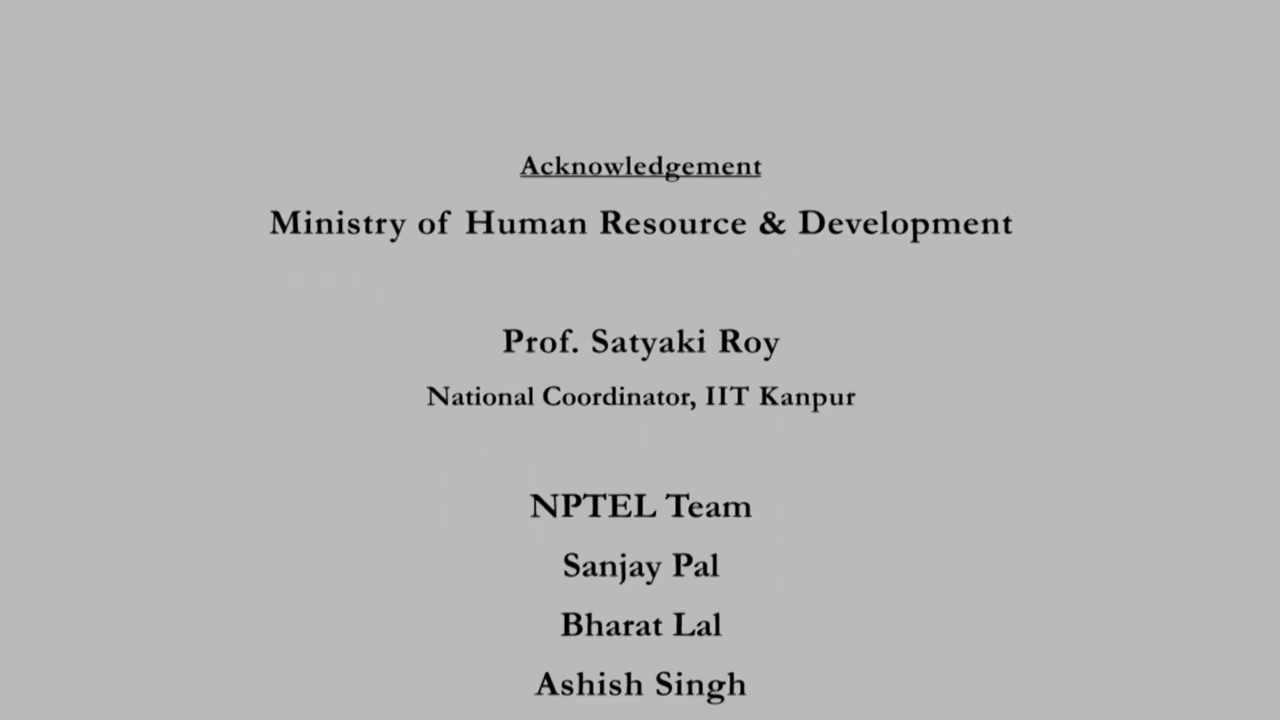 Acknowledgement
Ministry of Human Resource & Development
Prof. Satyaki Roy
National Coordinator, IIT Kanpur
NPTEL Team
Sanjay Pal
Bharat Lal
Ashish Singh